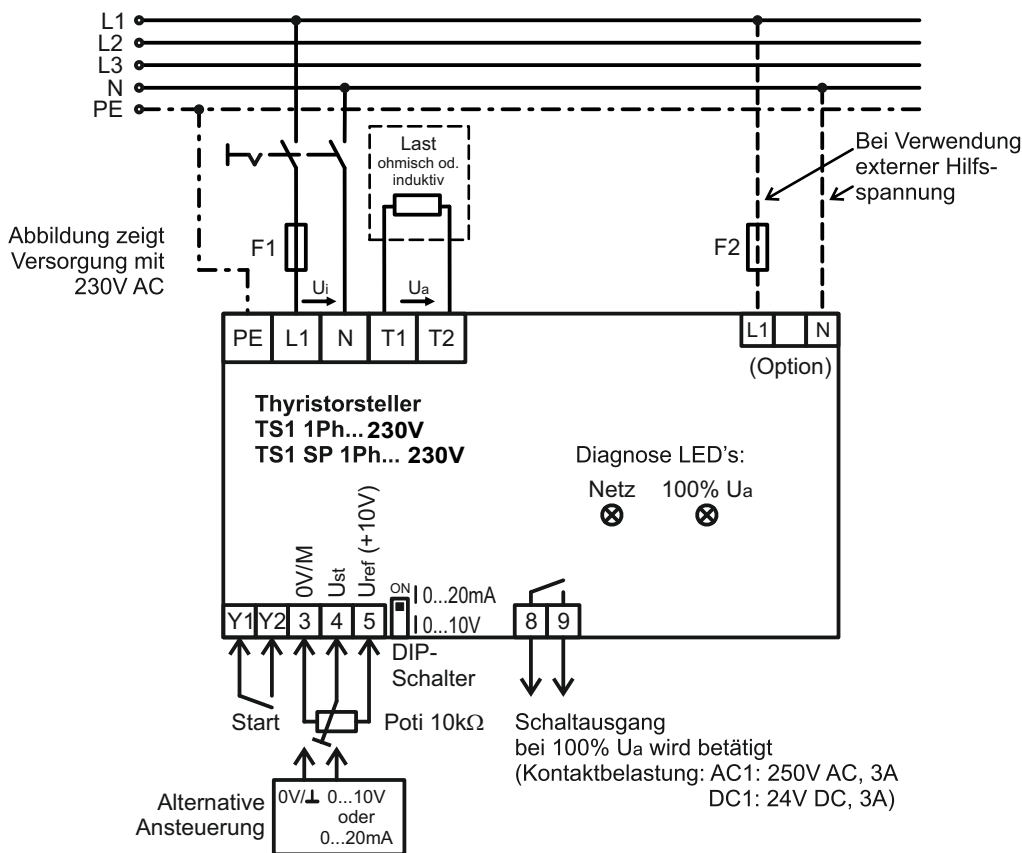 L1
L2
L3
N
PE
Last
ohmisch od.
induktiv
Bei Verwendung
externer Hilfs-
spannung
Abbildung zeigt
Versorgung mit
230V AC
F1
F2
Ui
Ua
PE L1 N T1 T2
L1 N
(Option)
Thyristorsteller
TS1 1Ph... 230V
TS1 SP 1Ph... 230V
Diagnose LED's:
Netz 100% Ua
0V/M
Ust
Uref (+10V)
ON
0...20mA
0...10V
Y1 Y2 3 4 5
8 9
DIP-
Schalter
Start
Poti 10kΩ
Schaltausgang
bei 100% Ua wird betätigt
(Kontaktbelastung: AC1: 250V AC, 3A
DC1: 24V DC, 3A)
Alternative
Ansteuerung
0V/⊥ 0...10V
oder
0...20mA